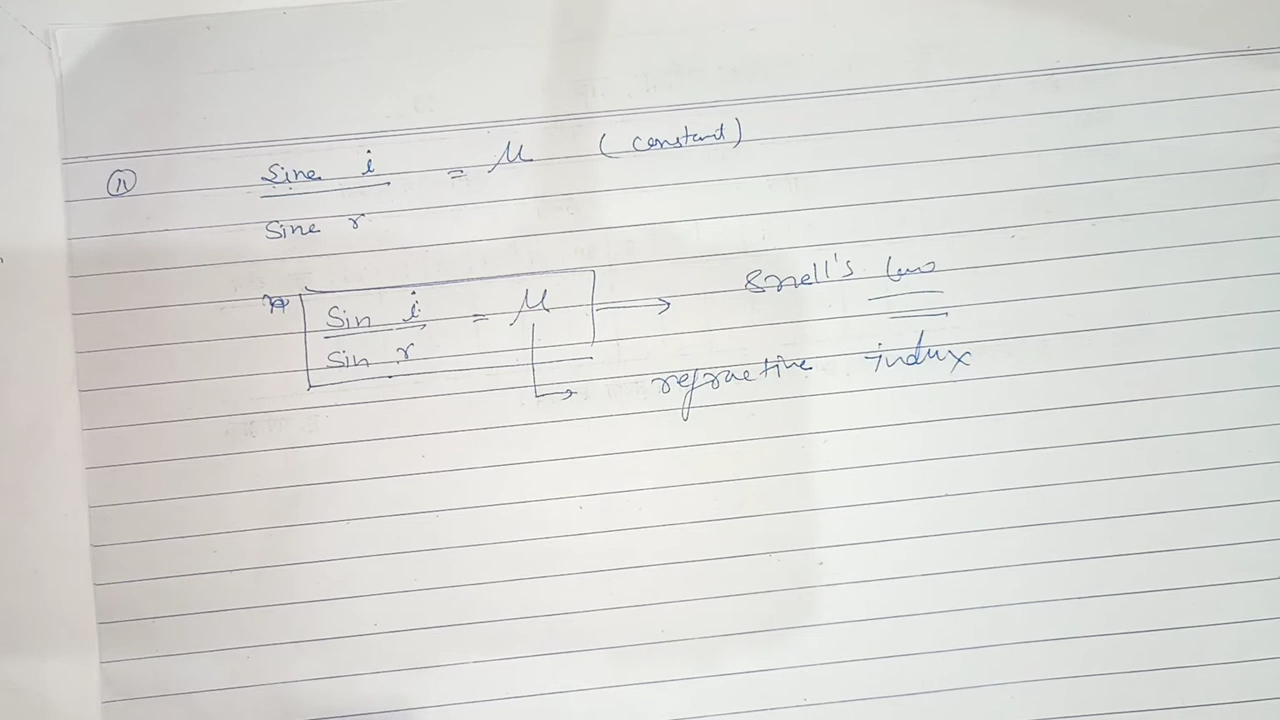 (ii) Sine i / Sine r = μ (constant)
Sin i / Sin r = μ → Snell's law
↳ refractive index